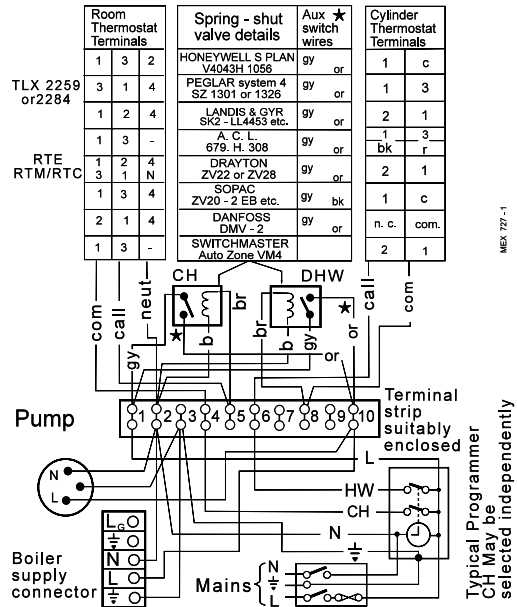 Room
Thermostat
Terminals
Spring - shut
valve details
Aux ★
switch
wires
Cylinder
Thermostat
Terminals
1 3 2
HONEYWELL S PLAN
V4043H 1056
gy or
1 c
TLX 2259
or2284
3 1 4
PEGLAR system 4
SZ 1301 or 1326
gy or
1 3
1 2 4
LANDIS & GYR
SK2 - LL4453 etc.
gy or
2 1
1 3 -
A. C. L.
679. H. 308
gy or
1 3
bk r
RTE
RTM/RTC
1 2 4
3 1 N
DRAYTON
ZV22 or ZV28
gy or
2 1
1 3 4
SOPAC
ZV20 - 2 EB etc.
gy bk
1 c
2 1 4
DANFOSS
DMV - 2
gy or
n. c. com.
1 3 -
SWITCHMASTER
Auto Zone VM4
2 1
MEX 727 - 1
com
call
neut
CH
DHW
call
com
gy
★
b
br
br
b
gy
★
or
or
1 2 3 4 5 6 7 8 9 10
Terminal
strip
suitably
enclosed
Pump
N
L
L
HW
CH
N
⏚
LG
⏚
N
L
⏚
Boiler
supply
connector
Mains
N
⏚
L
Typical Programmer
CH May be
selected independently